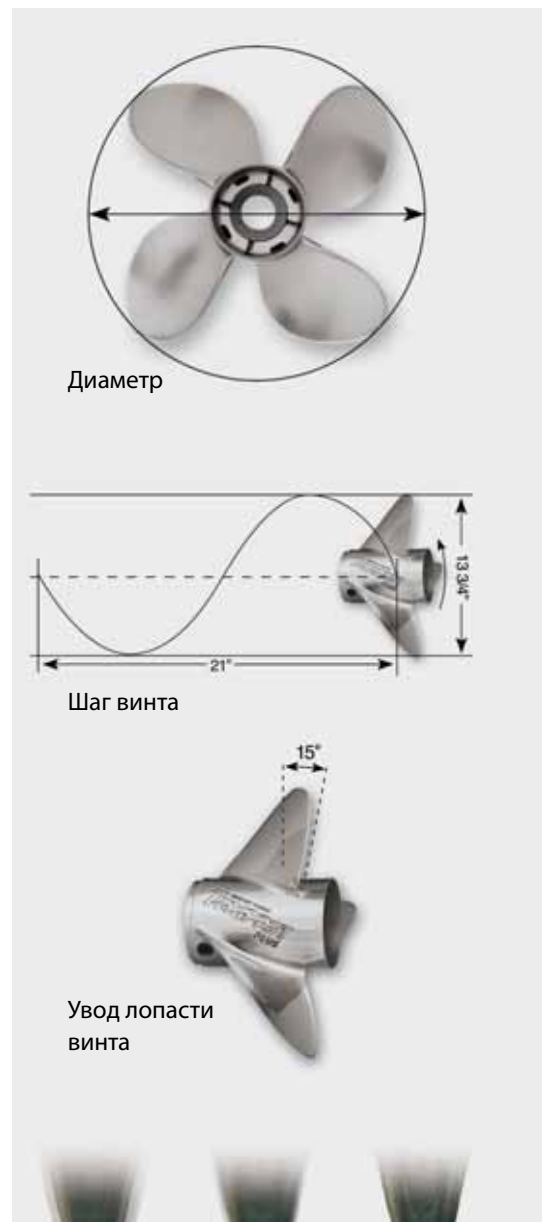 Диаметр
13 3/4"
21"
Шаг винта
15°
Увод лопасти
винта